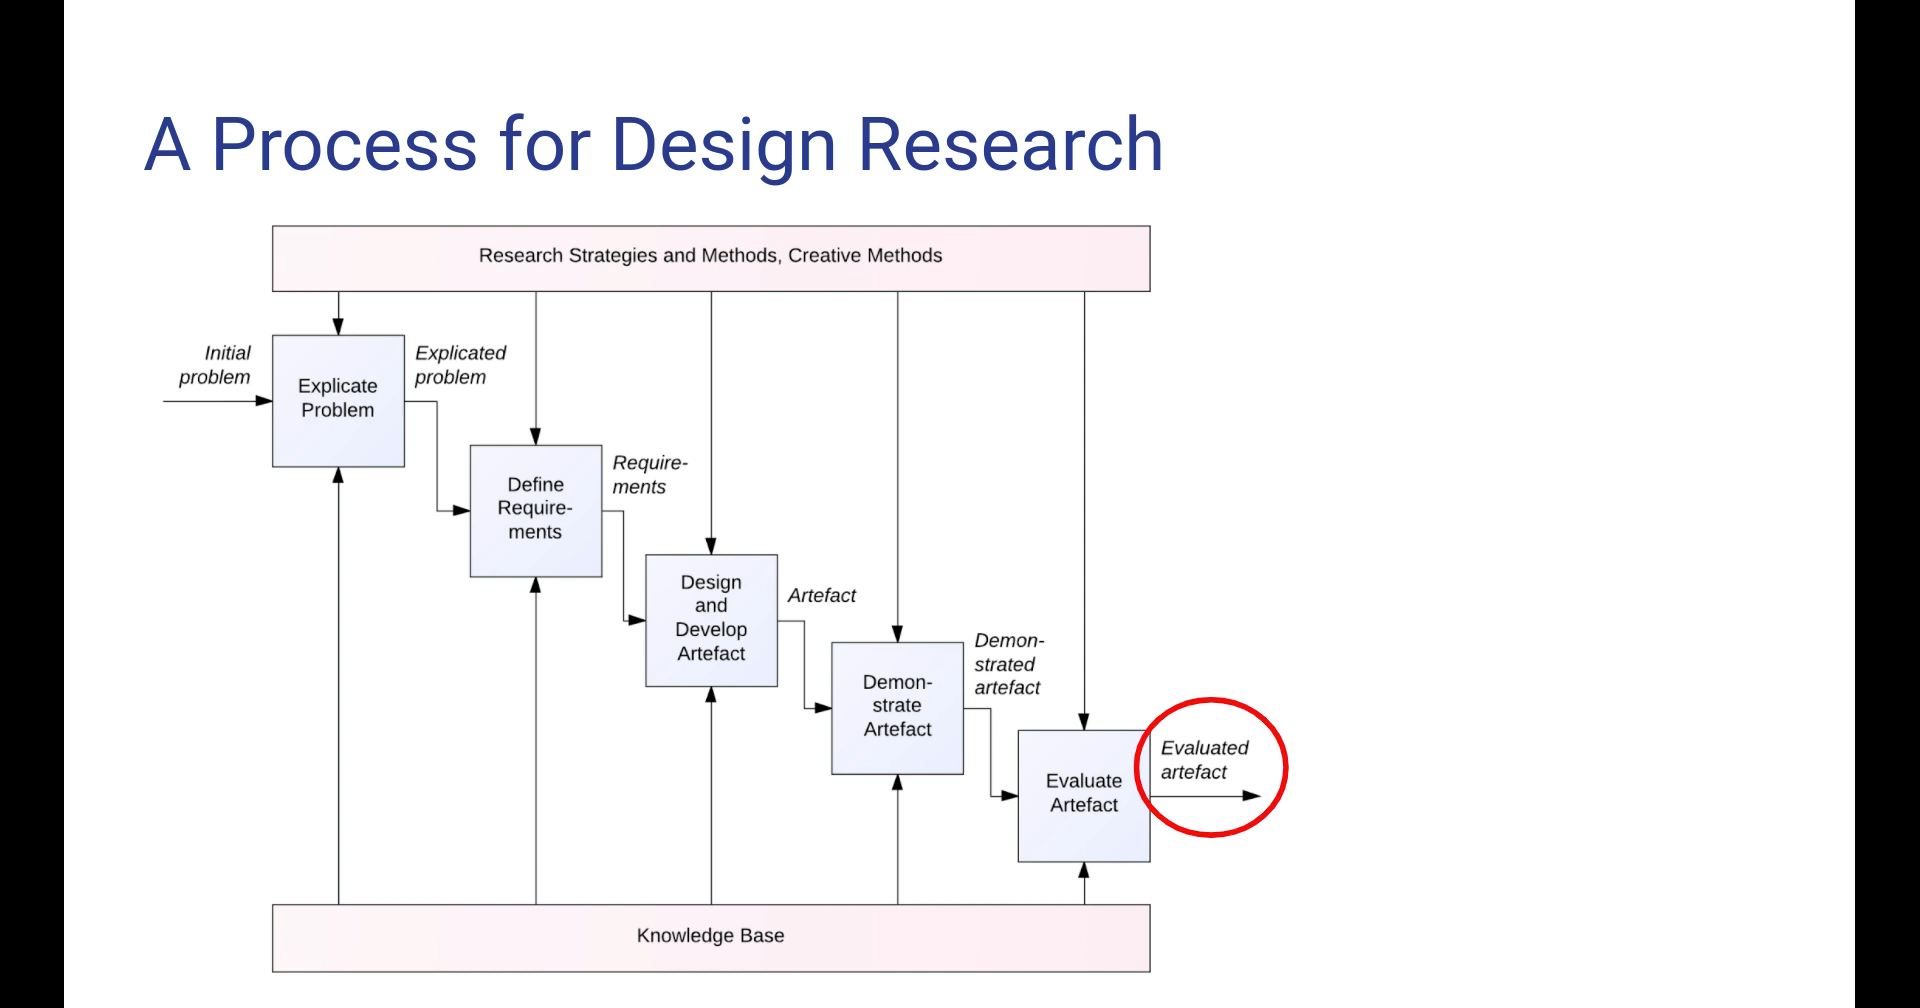 A Process for Design Research
Research Strategies and Methods, Creative Methods
Initial
problem
Explicate
Problem
Explicated
problem
Define
Require-
ments
Require-
ments
Design
and
Develop
Artefact
Artefact
Demon-
strate
Artefact
Demon-
strated
artefact
Evaluate
Artefact
Evaluated
artefact
Knowledge Base